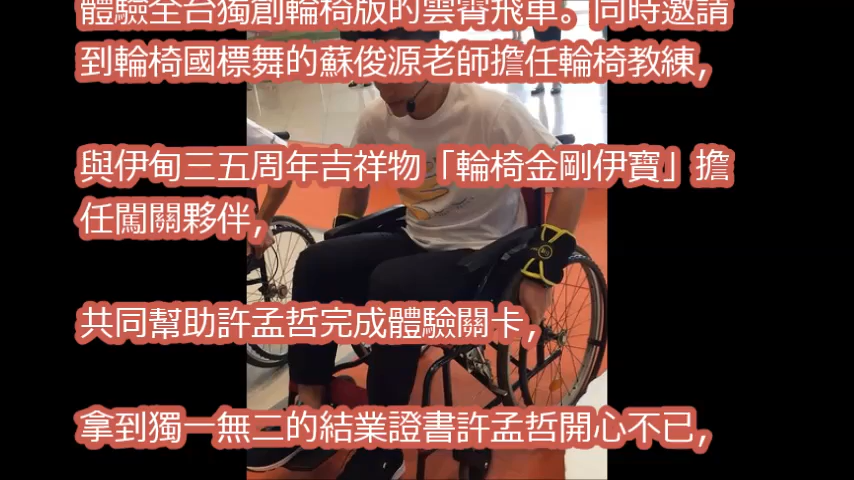 體驗全台獨創輪椅版的雲霄飛車。同時邀請
到輪椅國標舞的蘇俊源老師擔任輪椅教練，
與伊甸三五周年吉祥物「輪椅金剛伊寶」擔
任闖關夥伴，
共同幫助許孟哲完成體驗關卡，
拿到獨一無二的結業證書許孟哲開心不已，